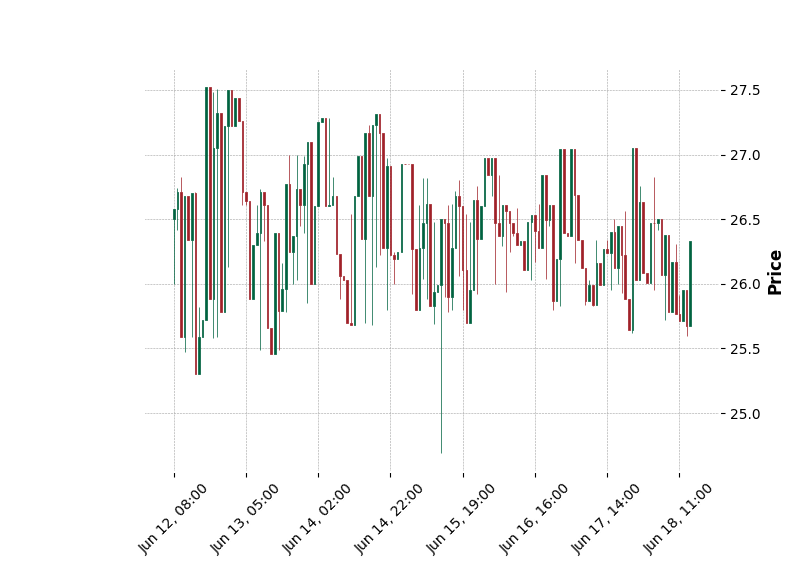 27.5
27.0
26.5
26.0
25.5
25.0
Price
Jun 12, 08:00
Jun 13, 05:00
Jun 14, 02:00
Jun 14, 22:00
Jun 15, 19:00
Jun 16, 16:00
Jun 17, 14:00
Jun 18, 11:00